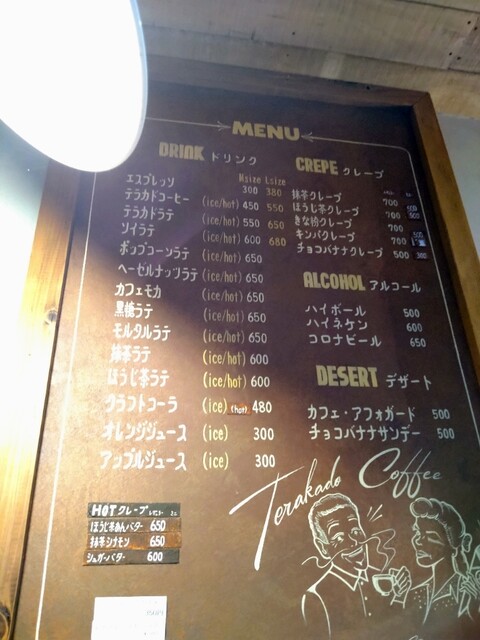 MENU
DRINK ドリンク
Nsize Lsize
エスプレッソ 300 380
テラカドコーヒー (ice/hot) 450 550
テラカドラテ (ice/hot) 550 650
ソイラテ (ice/hot) 600 680
ポップコーンラテ (ice/hot) 650
ヘーゼルナッツラテ (ice/hot) 650
カフェモカ (ice/hot) 650
黒糖ラテ (ice/hot) 650
モルタルラテ (ice/hot) 650
抹茶ラテ (ice/hot) 600
ほうじ茶ラテ (ice/hot) 600
クラフトコーラ (ice) (hot) 480
オレンジジュース (ice) 300
アップルジュース (ice) 300
HOT クレープ
ほうじ茶あんバター 650
抹茶シナモン 650
シュガーバター 600
CREPE クレープ
抹茶クレープ 700
ほうじ茶クレープ 700
きな粉クレープ 700
キンパクレープ 700
チョコバナナクレープ 500 380
ALCOHOL アルコール
ハイボール 500
ハイネケン 600
コロナビール 650
DESERT デザート
カフェ・アフォガード 500
チョコバナナサンデー 500
Terakado Coffee